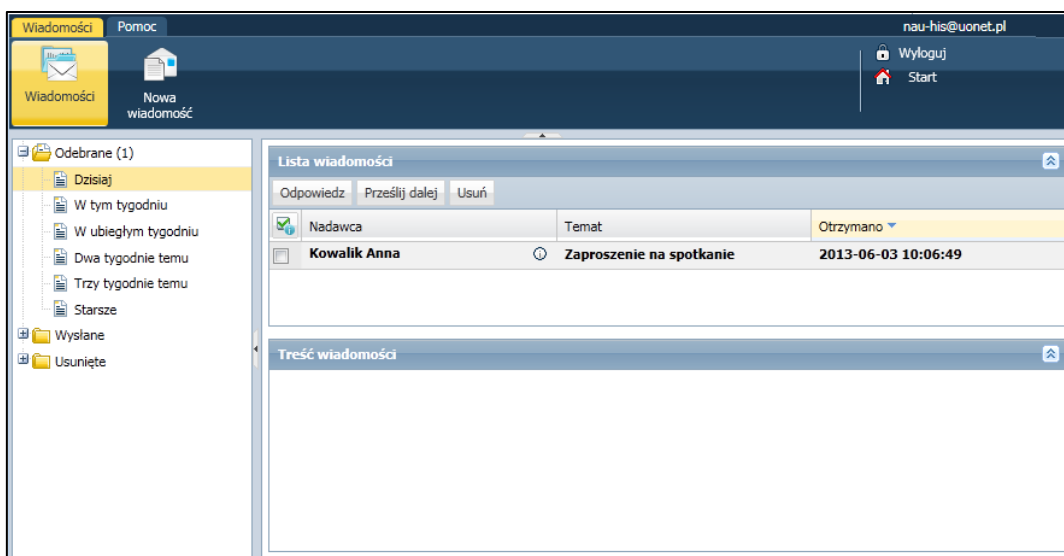 Wiadomości Pomoc nau-his@uonet.pl
Wyloguj
Start
Wiadomości
Nowa
wiadomość
Odebrane (1)
Dzisiaj
W tym tygodniu
W ubiegłym tygodniu
Dwa tygodnie temu
Trzy tygodnie temu
Starsze
Wysłane
Usunięte
Lista wiadomości
Odpowiedz Prześlij dalej Usuń
Nadawca Temat Otrzymano
Kowalik Anna Zaproszenie na spotkanie 2013-06-03 10:06:49
Treść wiadomości